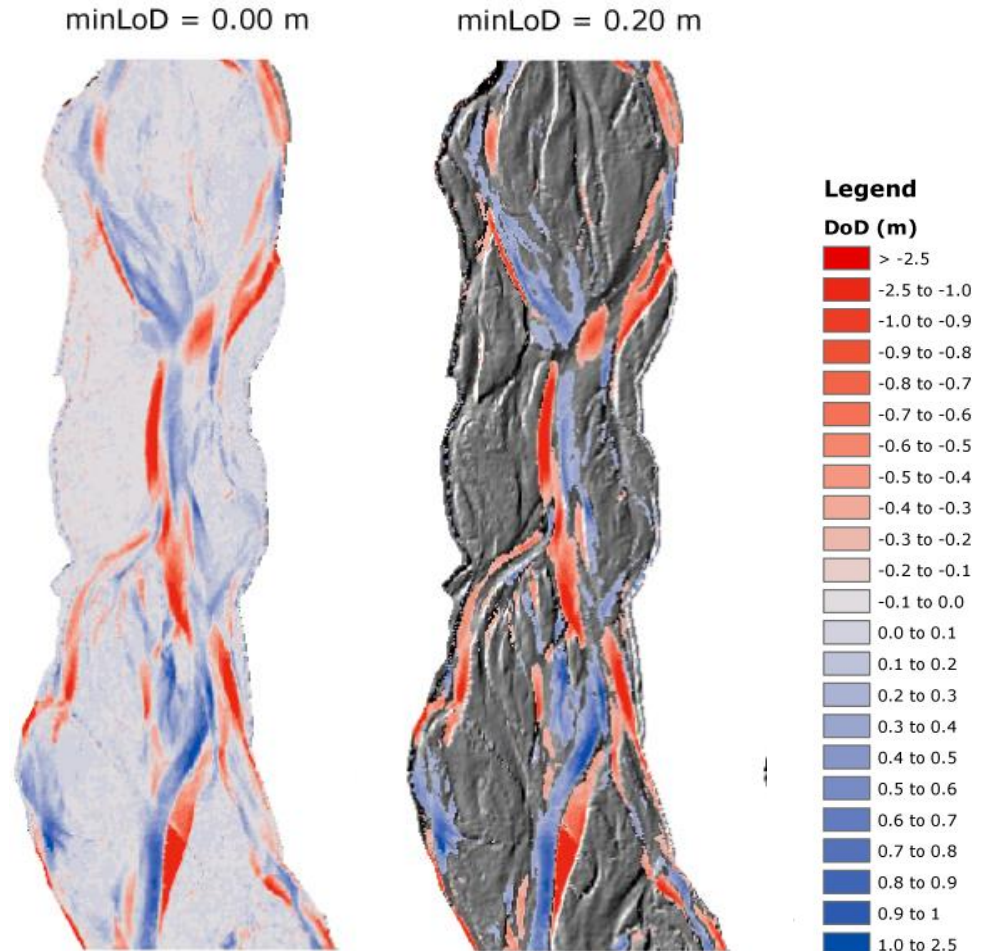 minLoD = 0.00 m
minLoD = 0.20 m
Legend
DoD (m)
> -2.5
-2.5 to -1.0
-1.0 to -0.9
-0.9 to -0.8
-0.8 to -0.7
-0.7 to -0.6
-0.6 to -0.5
-0.5 to -0.4
-0.4 to -0.3
-0.3 to -0.2
-0.2 to -0.1
-0.1 to 0.0
0.0 to 0.1
0.1 to 0.2
0.2 to 0.3
0.3 to 0.4
0.4 to 0.5
0.5 to 0.6
0.6 to 0.7
0.7 to 0.8
0.8 to 0.9
0.9 to 1
1.0 to 2.5